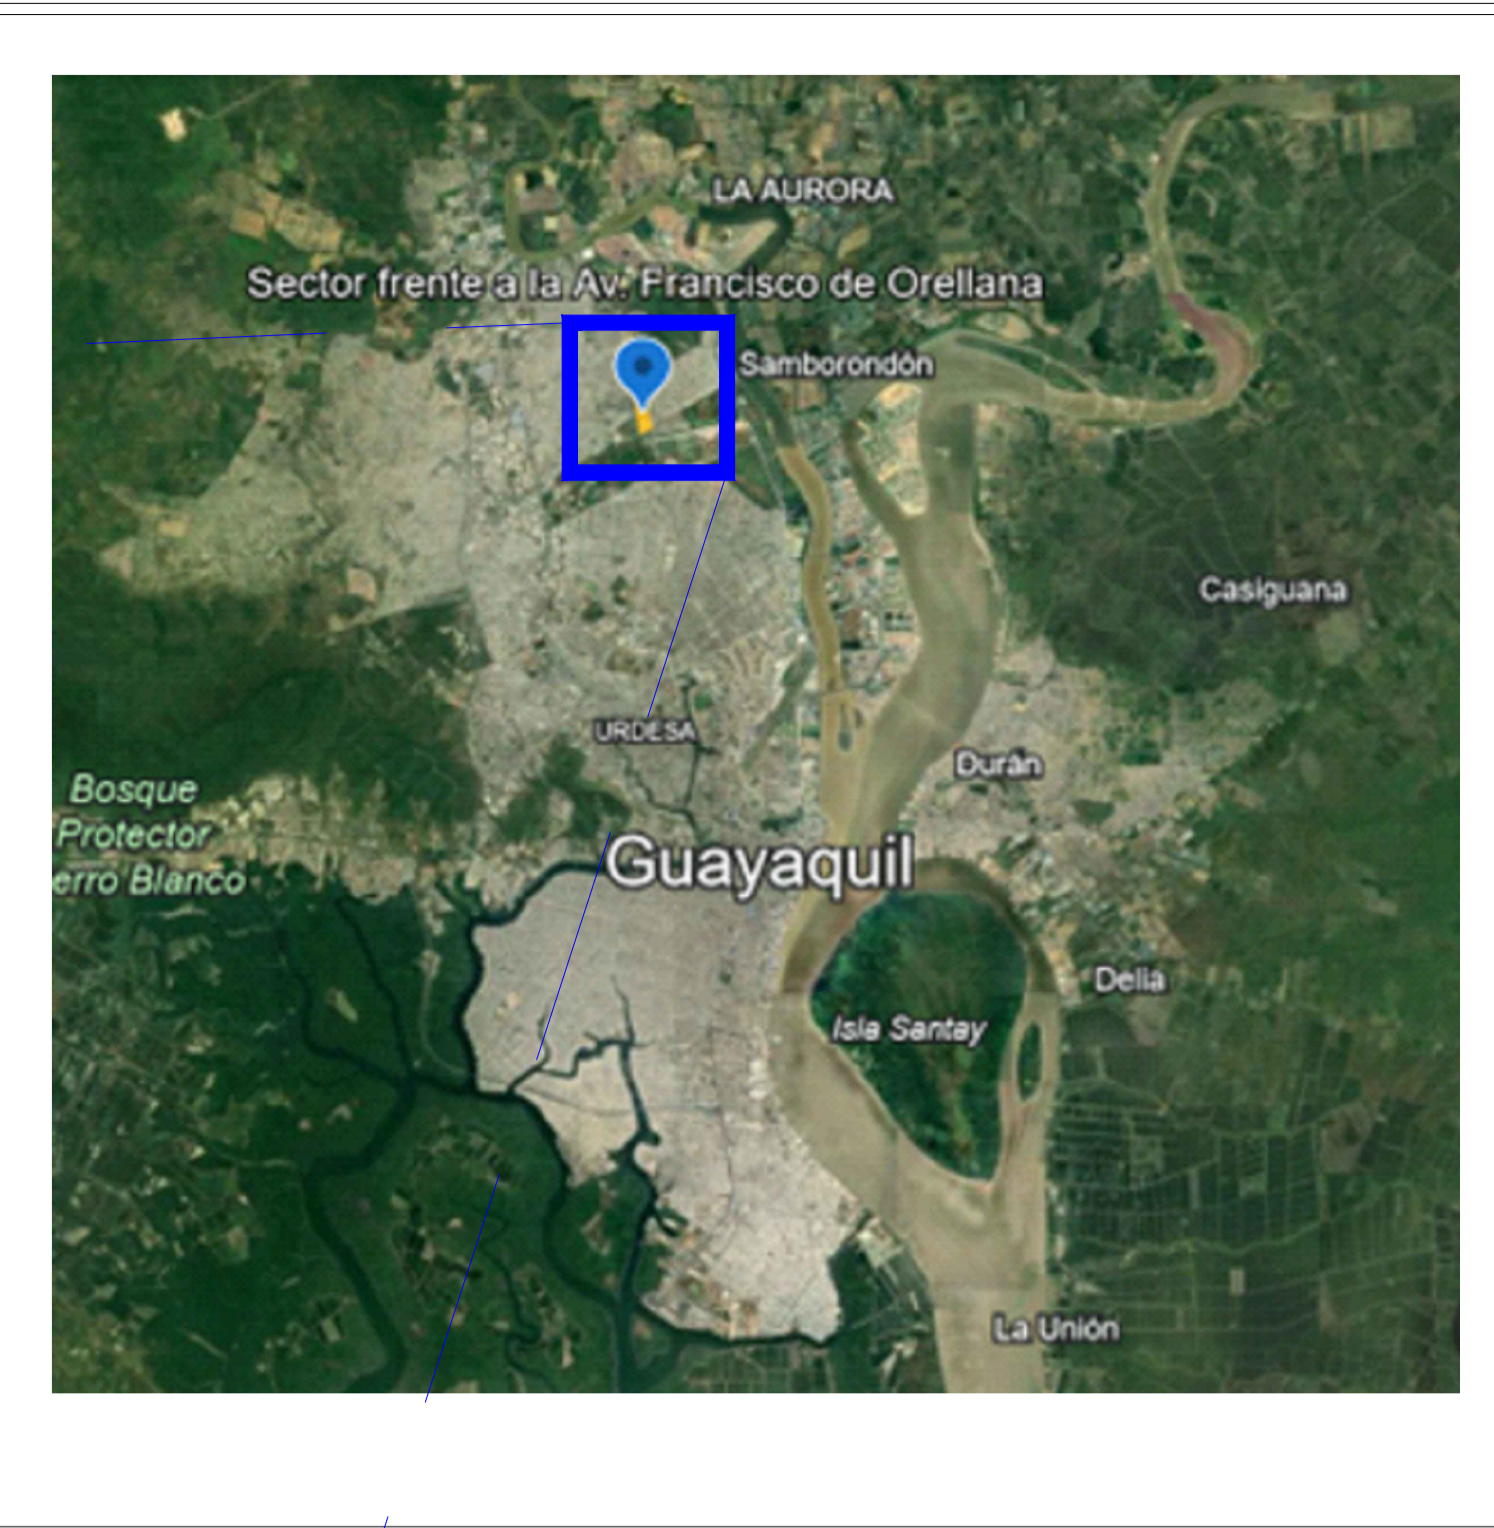 LA AURORA
Sector frente a la Av. Francisco de Orellana
Samborondón
Casiguana
URDESA
Durán
Bosque
Protector
erro Blanco
Guayaquil
Delia
Isla Santay
La Unión